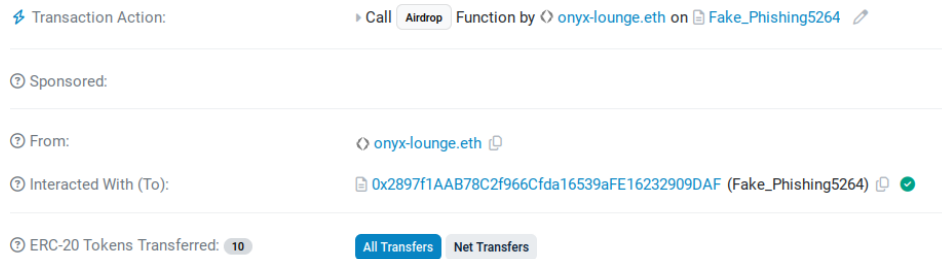 Transaction Action: Call Airdrop Function by onyx-lounge.eth on Fake_Phishing5264
Sponsored:
From: onyx-lounge.eth
Interacted With (To): 0x2897f1AAB78C2f966Cfda16539aFE16232909DAF (Fake_Phishing5264)
ERC-20 Tokens Transferred: 10 All Transfers Net Transfers